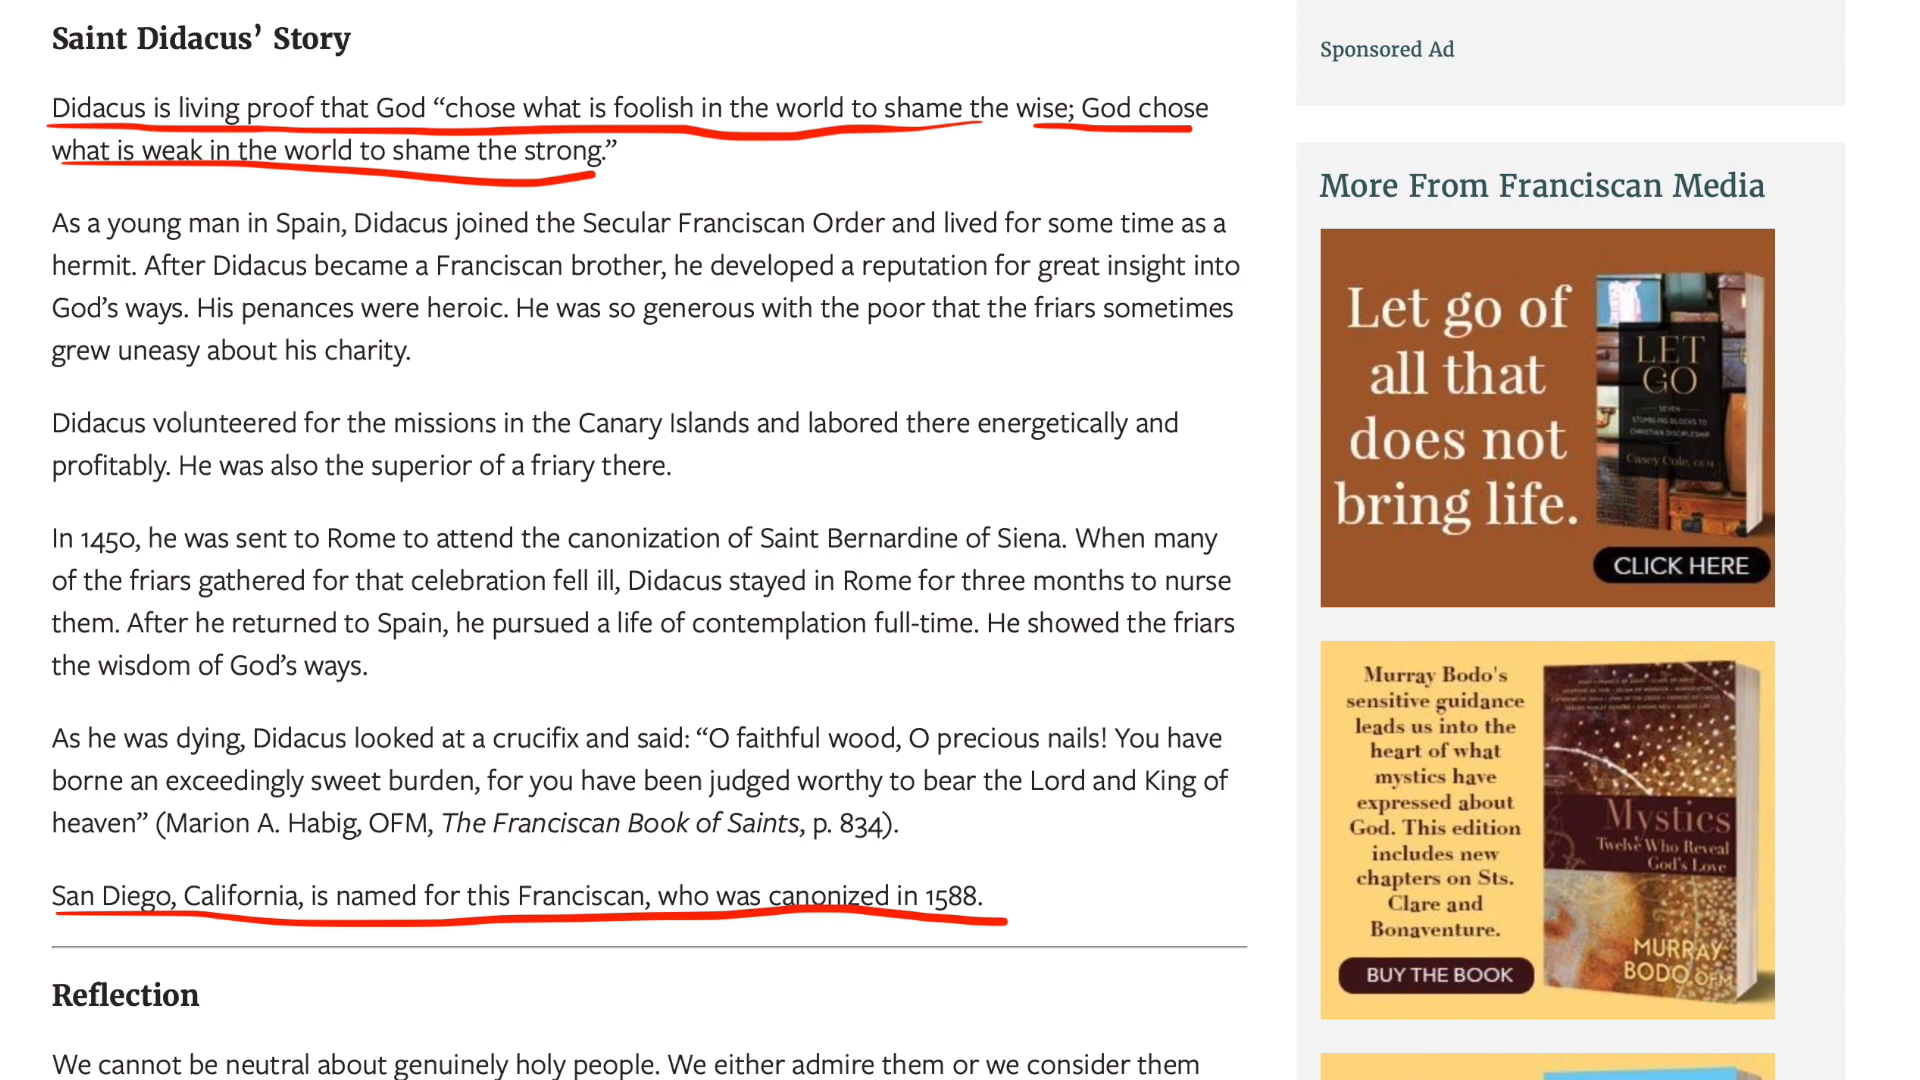 Saint Didacus’ Story
Didacus is living proof that God “chose what is foolish in the world to shame the wise; God chose
what is weak in the world to shame the strong.”
As a young man in Spain, Didacus joined the Secular Franciscan Order and lived for some time as a
hermit. After Didacus became a Franciscan brother, he developed a reputation for great insight into
God’s ways. His penances were heroic. He was so generous with the poor that the friars sometimes
grew uneasy about his charity.
Didacus volunteered for the missions in the Canary Islands and labored there energetically and
profitably. He was also the superior of a friary there.
In 1450, he was sent to Rome to attend the canonization of Saint Bernardine of Siena. When many
of the friars gathered for that celebration fell ill, Didacus stayed in Rome for three months to nurse
them. After he returned to Spain, he pursued a life of contemplation full-time. He showed the friars
the wisdom of God’s ways.
As he was dying, Didacus looked at a crucifix and said: “O faithful wood, O precious nails! You have
borne an exceedingly sweet burden, for you have been judged worthy to bear the Lord and King of
heaven” (Marion A. Habig, OFM, The Franciscan Book of Saints, p. 834).
San Diego, California, is named for this Franciscan, who was canonized in 1588.
Reflection
We cannot be neutral about genuinely holy people. We either admire them or we consider them
Sponsored Ad
More From Franciscan Media
Let go of
all that
does not
bring life.
LET
GO
SEVEN
STUMBLING BLOCKS TO
CHRISTIAN DISCIPLESHIP
Casey Cole, OFM
CLICK HERE
Murray Bodo's
sensitive guidance
leads us into the
heart of what
mystics have
expressed about
God. This edition
includes new
chapters on Sts.
Clare and
Bonaventure.
BUY THE BOOK
Mystics
Twelve Who Reveal
God's Love
MURRAY
BODO, OFM